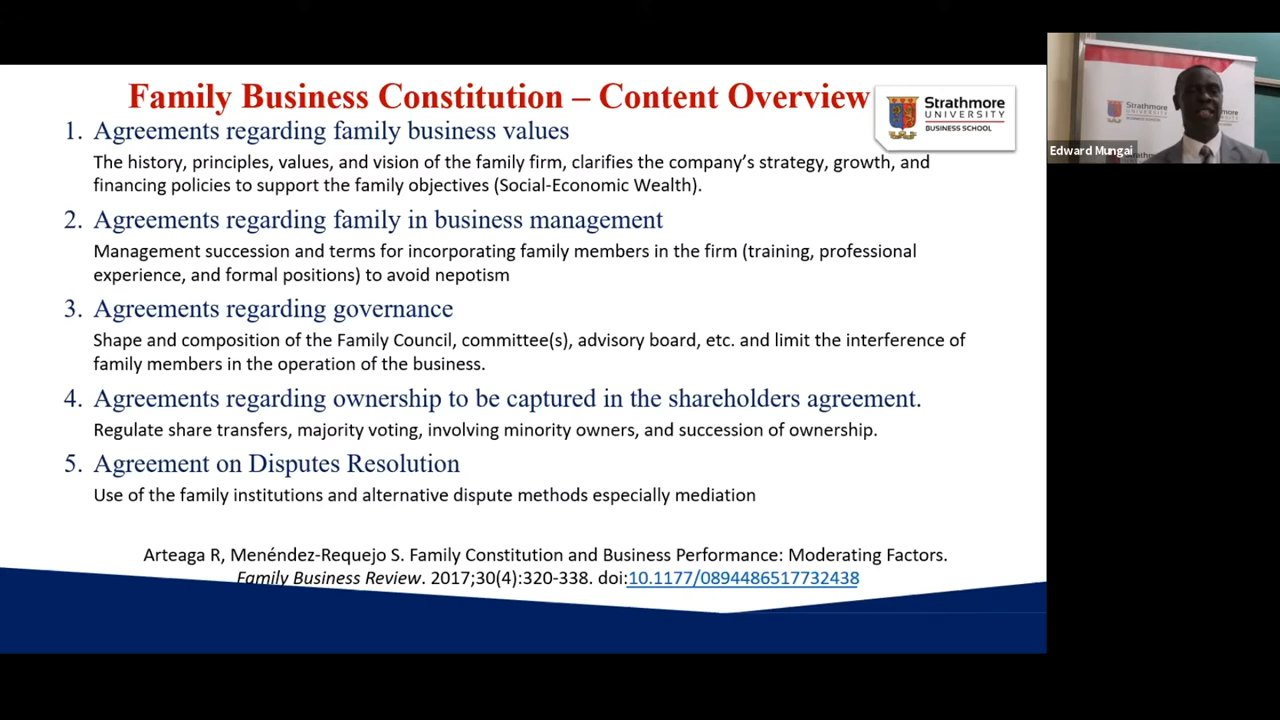 Family Business Constitution – Content Overview
Strathmore
UNIVERSITY
BUSINESS SCHOOL
1. Agreements regarding family business values
The history, principles, values, and vision of the family firm, clarifies the company's strategy, growth, and
financing policies to support the family objectives (Social-Economic Wealth).
2. Agreements regarding family in business management
Management succession and terms for incorporating family members in the firm (training, professional
experience, and formal positions) to avoid nepotism
3. Agreements regarding governance
Shape and composition of the Family Council, committee(s), advisory board, etc. and limit the interference of
family members in the operation of the business.
4. Agreements regarding ownership to be captured in the shareholders agreement.
Regulate share transfers, majority voting, involving minority owners, and succession of ownership.
5. Agreement on Disputes Resolution
Use of the family institutions and alternative dispute methods especially mediation
Arteaga R, Menéndez-Requejo S. Family Constitution and Business Performance: Moderating Factors.
Family Business Review. 2017;30(4):320-338. doi:10.1177/0894486517732438
Strathmore
UNIVERSITY
Edward Mungai